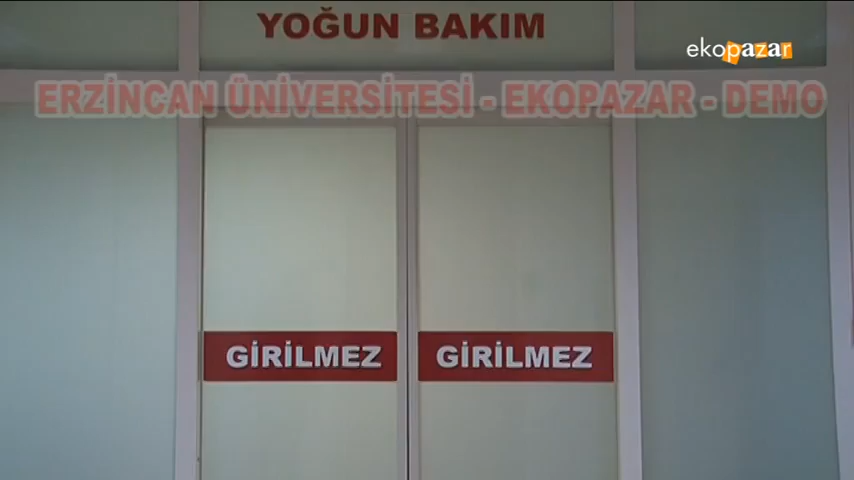 YOĞUN BAKIM
ekopazar
ERZİNCAN ÜNİVERSİTESİ - EKOPAZAR - DEMO
GİRİLMEZ GİRİLMEZ